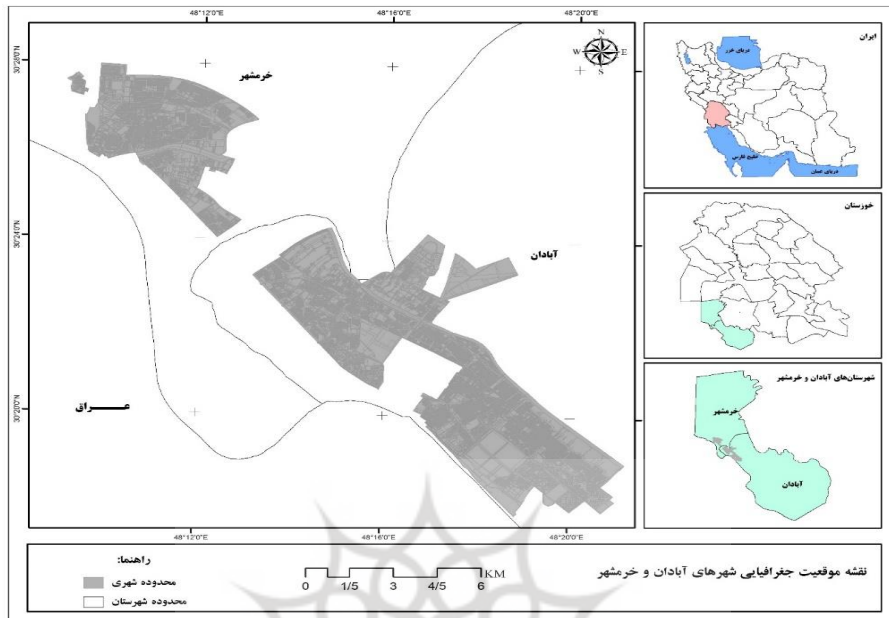 48°12'0"E
48°16'0"E
48°20'0"E
30°28'0"N
30°24'0"N
30°20'0"N
خرمشهر
آبادان
عــــراق
N
W
E
S
48°12'0"E
48°16'0"E
48°20'0"E
ایران
دریای خزر
خلیج فارس
دریای عمان
خوزستان
شهرستان‌های آبادان و خرمشهر
خرمشهر
آبادان
نقشه موقعیت جغرافیایی شهرهای آبادان و خرمشهر
0 1/5 3 4/5 6 KM
راهنما:
محدوده شهری
محدوده شهرستان